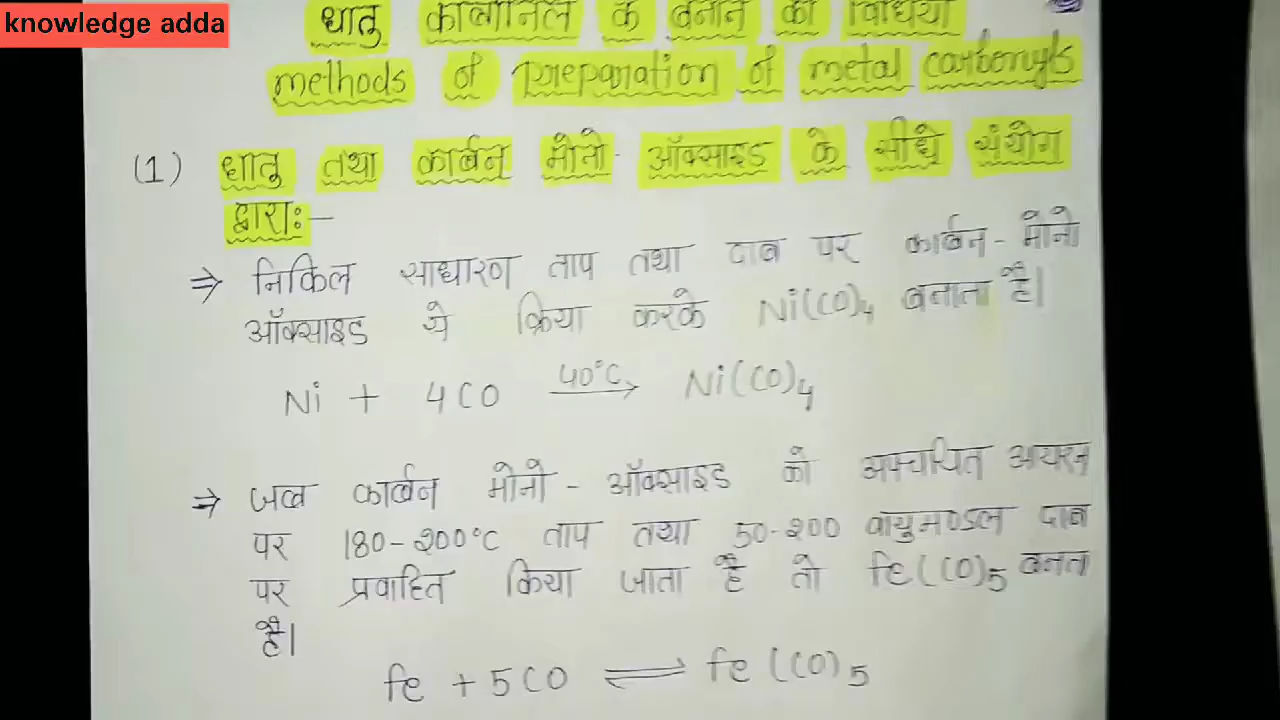 knowledge adda
धातु कार्बोनिल के बनाने की विधियाँ
methods of preparation of metal carbonyls
(1) धातु तथा कार्बन मोनो- ऑक्साइड के सीधे संयोग
द्वारा:-
⇒ निकिल साधारण ताप तथा दाब पर कार्बन - मोनो
ऑक्साइड से क्रिया करके Ni(CO)4 बनाता है।
Ni + 4CO 40°C → Ni(CO)4
⇒ जब कार्बन मोनो - ऑक्साइड को अपचयित आयरन
पर 180-200°C ताप तथा 50-200 वायुमण्डल दाब
पर प्रवाहित किया जाता है तो Fe(CO)5 बनता
है।
Fe + 5CO ⇌ Fe(CO)5